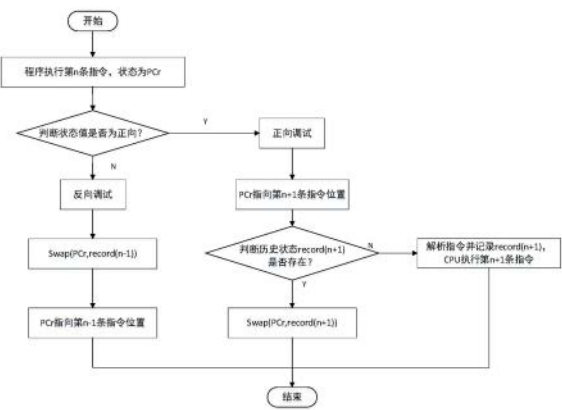 开始
程序执行第n条指令，状态为PCr
判断状态值是否为正向？
Y
正向调试
N
反向调试
PCr指向第n+1条指令位置
Swap(PCr,record(n-1))
判断历史状态record(n+1)
是否存在？
N
解析指令并记录record(n+1),
CPU执行第n+1条指令
Y
PCr指向第n-1条指令位置
Swap(PCr,record(n+1))
结束